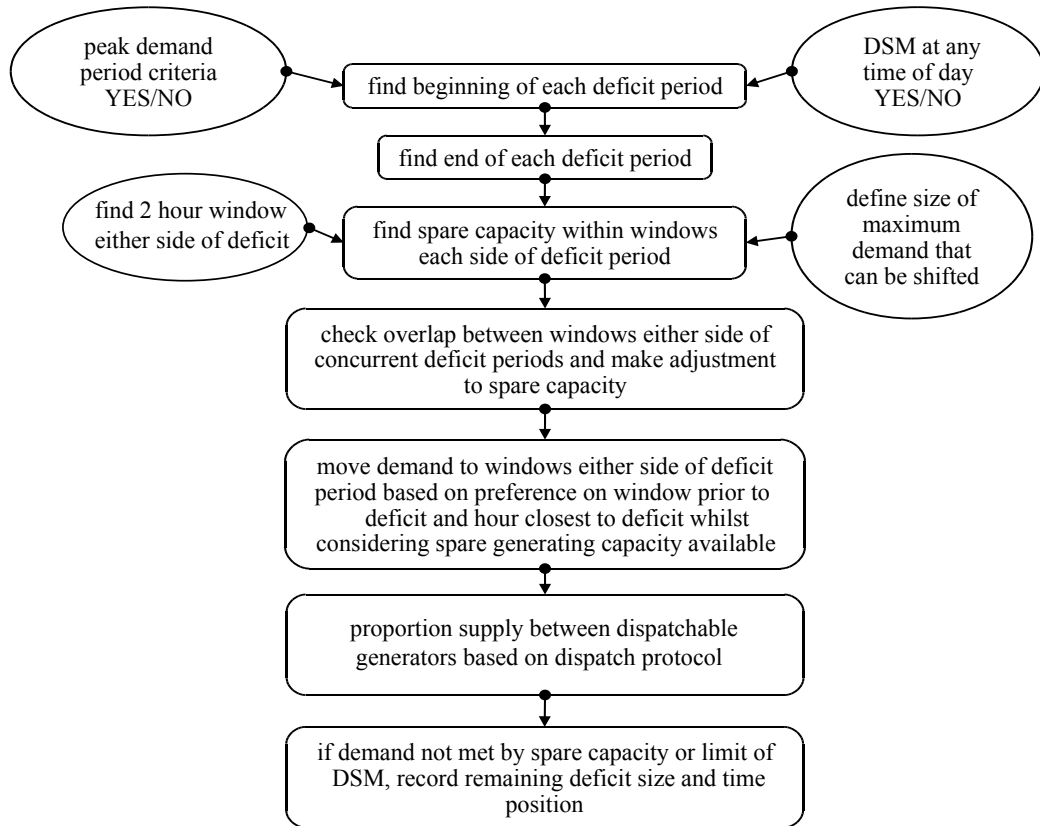 peak demand
period criteria
YES/NO
DSM at any
time of day
YES/NO
find beginning of each deficit period
find end of each deficit period
find 2 hour window
either side of deficit
find spare capacity within windows
each side of deficit period
define size of
maximum
demand that
can be shifted
check overlap between windows either side of
concurrent deficit periods and make adjustment
to spare capacity
move demand to windows either side of deficit
period based on preference on window prior to
deficit and hour closest to deficit whilst
considering spare generating capacity available
proportion supply between dispatchable
generators based on dispatch protocol
if demand not met by spare capacity or limit of
DSM, record remaining deficit size and time
position